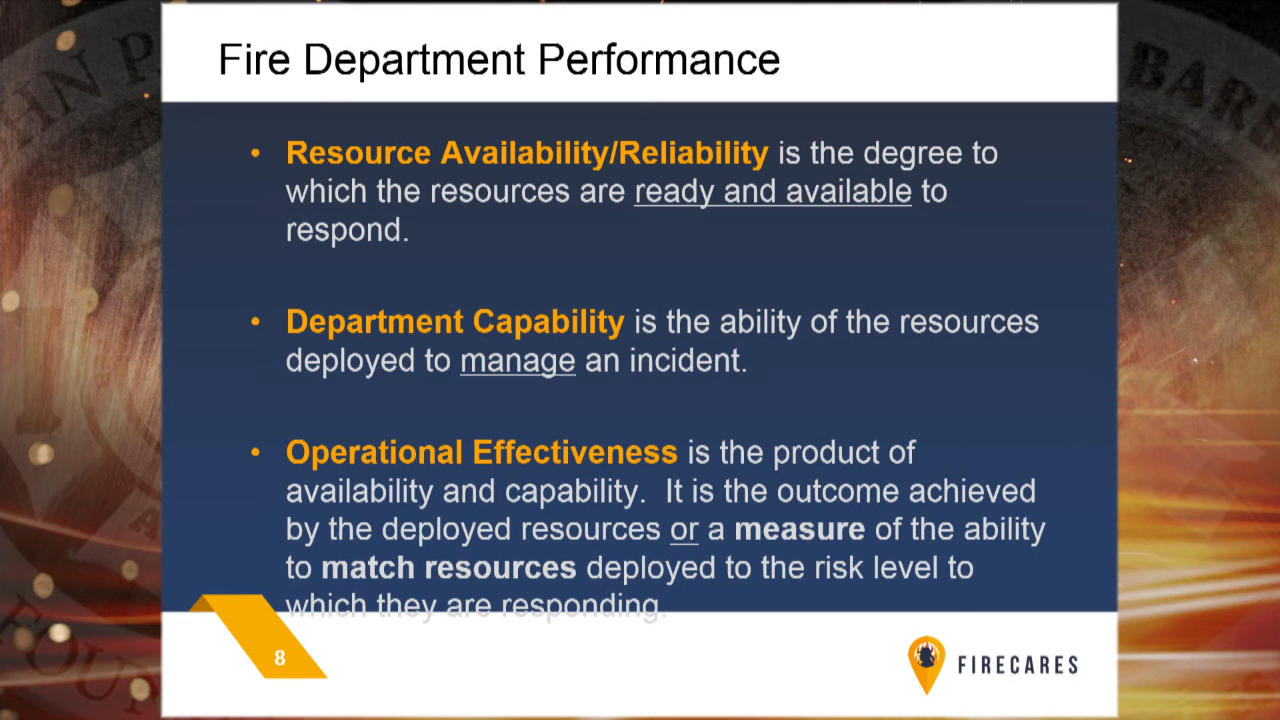 Fire Department Performance
• Resource Availability/Reliability is the degree to
which the resources are ready and available to
respond.
• Department Capability is the ability of the resources
deployed to manage an incident.
• Operational Effectiveness is the product of
availability and capability.  It is the outcome achieved
by the deployed resources or a measure of the ability
to match resources deployed to the risk level to
which they are responding.
8
FIRECARES